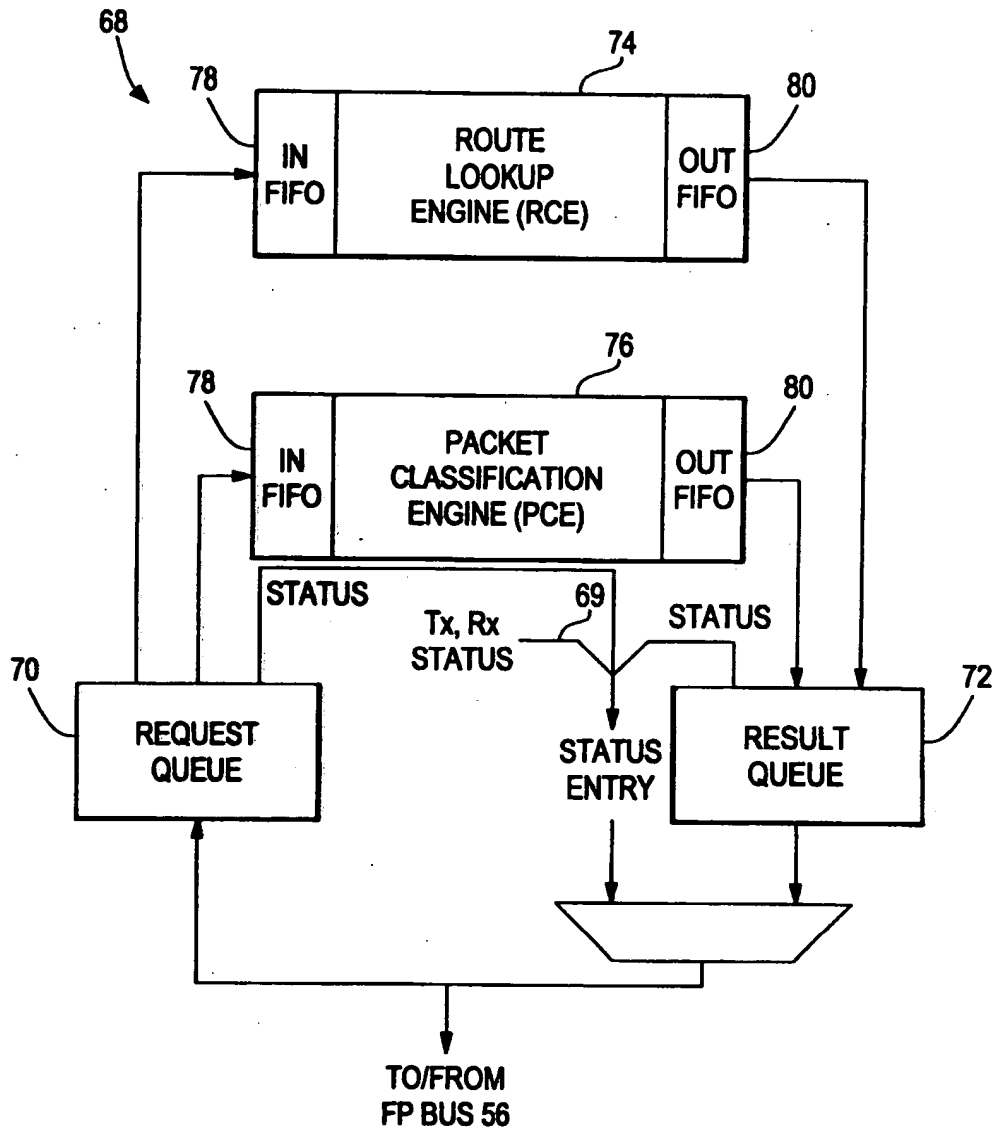 68
74
78
80
IN
FIFO
ROUTE
LOOKUP
ENGINE (RCE)
OUT
FIFO
76
78
80
IN
FIFO
PACKET
CLASSIFICATION
ENGINE (PCE)
OUT
FIFO
STATUS
69
Tx, Rx
STATUS
STATUS
70
72
REQUEST
QUEUE
STATUS
ENTRY
RESULT
QUEUE
TO/FROM
FP BUS 56